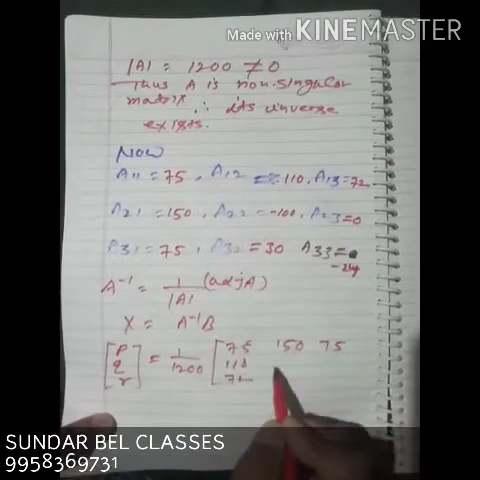 Made with KINEMASTER
|A| = 1200 ≠ 0
Thus A is non-singular
matrix ∴ its inverse
exists.
Now
A11 = 75, A12 = 110, A13 = 72
A21 = 150, A22 = -100, A23 = 0
A31 = 75, A32 = 30 A33 =
-24
A⁻¹ = 1/|A| (adj A)
X = A⁻¹B
[p q r] = 1/1200 [75 150 75
110
72
SUNDAR BEL CLASSES
9958369731